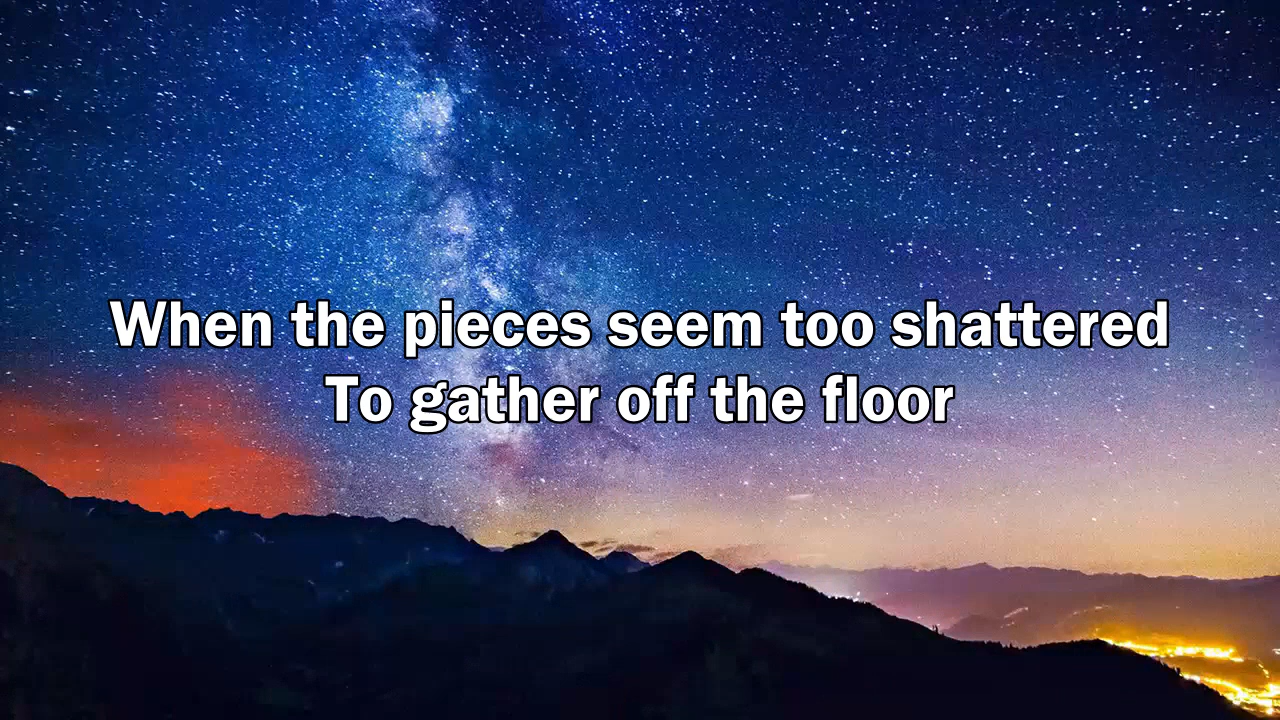 When the pieces seem too shattered
To gather off the floor